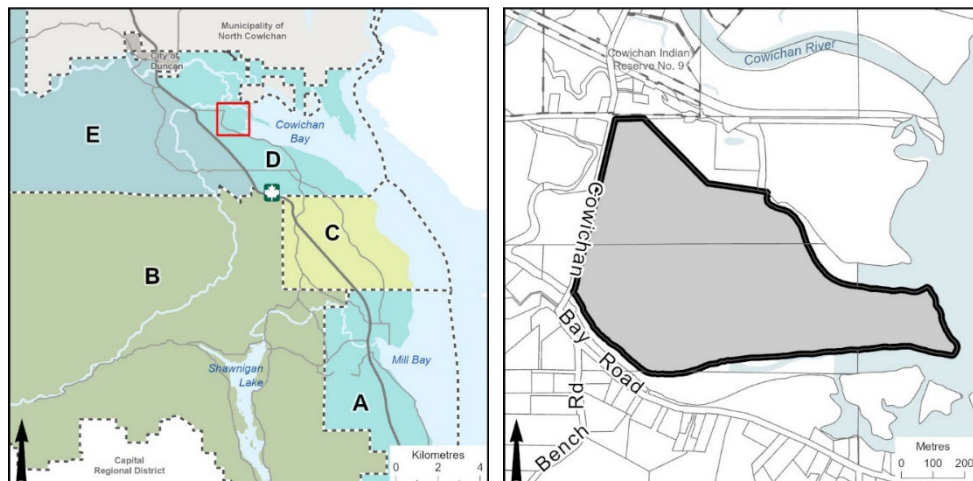 Municipality of
North Cowichan
City of
Duncan
Cowichan
Bay
E
D
C
B
Mill Bay
Shawnigan
Lake
A
Capital
Regional District
Kilometres
0 2 4
Cowichan Indian
Reserve No. 9
Cowichan River
Cowichan
Bay Road
Bench Rd
Metres
0 100 200